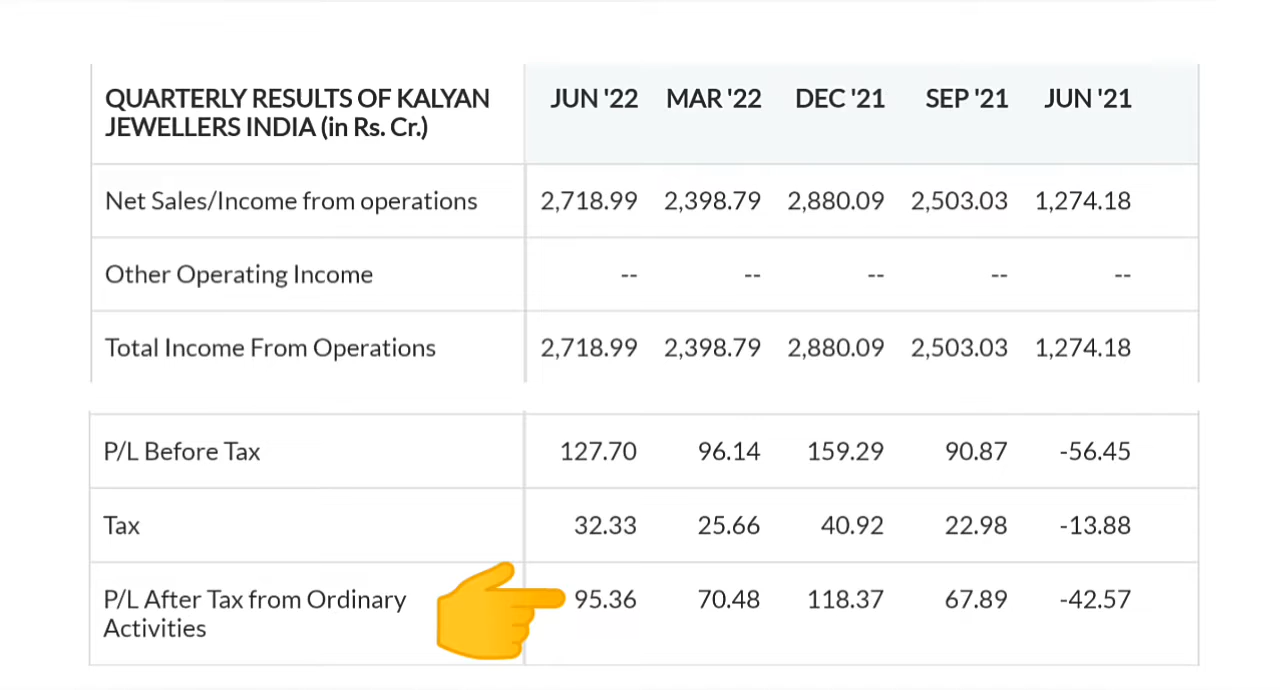 QUARTERLY RESULTS OF KALYAN JUN '22 MAR '22 DEC '21 SEP '21 JUN '21
JEWELLERS INDIA (in Rs. Cr.)
Net Sales/Income from operations 2,718.99 2,398.79 2,880.09 2,503.03 1,274.18
Other Operating Income -- -- -- -- --
Total Income From Operations 2,718.99 2,398.79 2,880.09 2,503.03 1,274.18
P/L Before Tax 127.70 96.14 159.29 90.87 -56.45
Tax 32.33 25.66 40.92 22.98 -13.88
P/L After Tax from Ordinary 95.36 70.48 118.37 67.89 -42.57
Activities